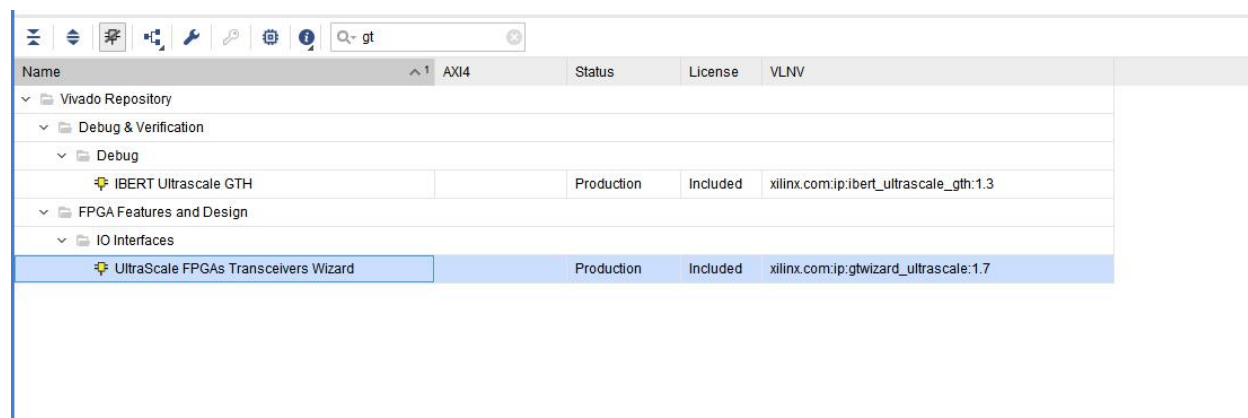 gt
Name 1 AXI4 Status License VLNV
Vivado Repository
Debug & Verification
Debug
IBERT Ultrascale GTH Production Included xilinx.com:ip:ibert_ultrascale_gth:1.3
FPGA Features and Design
IO Interfaces
UltraScale FPGAs Transceivers Wizard Production Included xilinx.com:ip:gtwizard_ultrascale:1.7